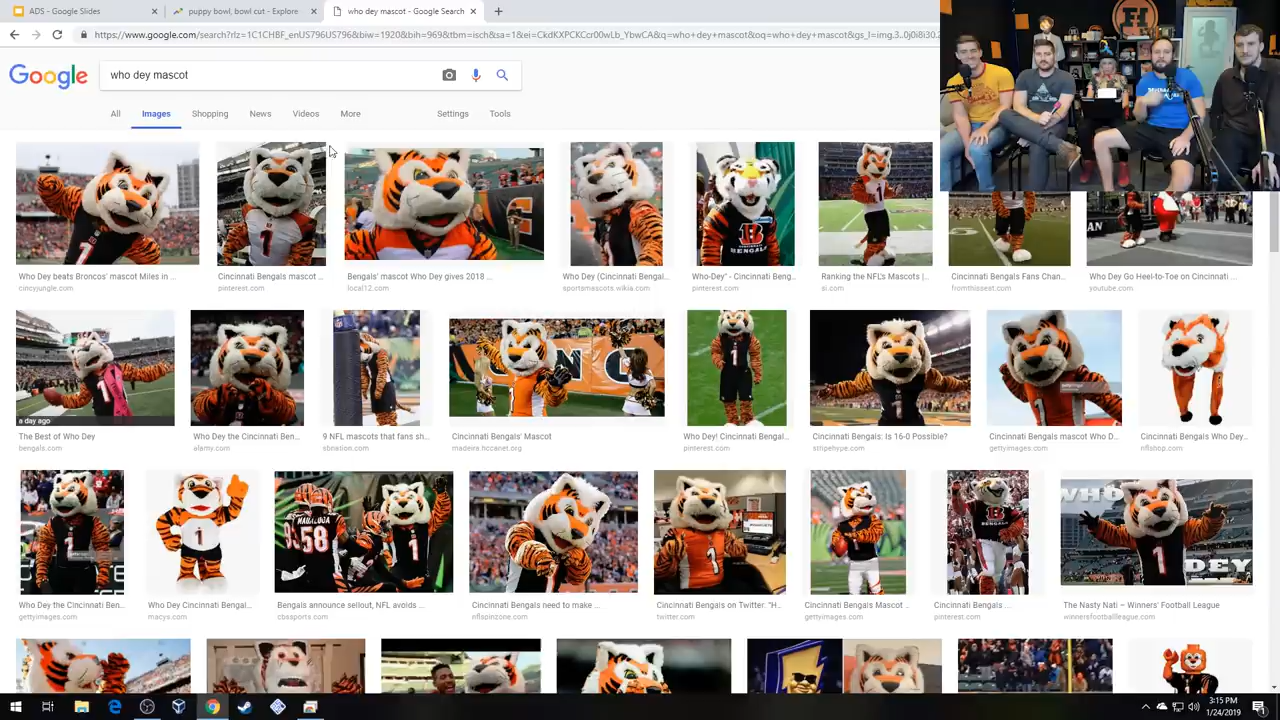 ADS - Google Slides
puppy bowl, bowl cut - Explore
who dey mascot - Google Search
Google
who dey mascot
All
Images
Shopping
News
Videos
More
Settings
Tools
Who Dey beats Broncos' mascot Miles in ...
cincyjungle.com
Cincinnati Bengals mascot ...
pinterest.com
Bengals' mascot Who Dey gives 2018 ...
local12.com
Who Dey (Cincinnati Bengal...
sportsmascots.wikia.com
Who-Dey" - Cincinnati Beng...
pinterest.com
Ranking the NFL's Mascots |...
si.com
Cincinnati Bengals Fans Chan...
fromthissest.com
Who Dey Go Heel-to-Toe on Cincinnati ...
youtube.com
a day ago
The Best of Who Dey
bengals.com
Who Dey the Cincinnati Ben...
alamy.com
9 NFL mascots that fans sh...
sbnation.com
Cincinnati Bengals' Mascot
madeira.hccanet.org
Who Dey! Cincinnati Bengal...
pinterest.com
Cincinnati Bengals: Is 16-0 Possible?
stripehype.com
Cincinnati Bengals mascot Who D...
gettyimages.com
Cincinnati Bengals Who Dey...
nflshop.com
MAUALUGA
58
1
WHO
DEY
Who Dey the Cincinnati Ben...
gettyimages.com
Who Dey Cincinnati Bengal...
macys.com
Bengals announce sellout, NFL avoids ...
cbssports.com
Cincinnati Bengals need to make ...
nflspinzone.com
Cincinnati Bengals on Twitter: "H...
twitter.com
Cincinnati Bengals Mascot ...
gettyimages.com
Cincinnati Bengals ...
pinterest.com
The Nasty Nati – Winners' Football League
winnersfootballleague.com
3:15 PM
1/24/2019